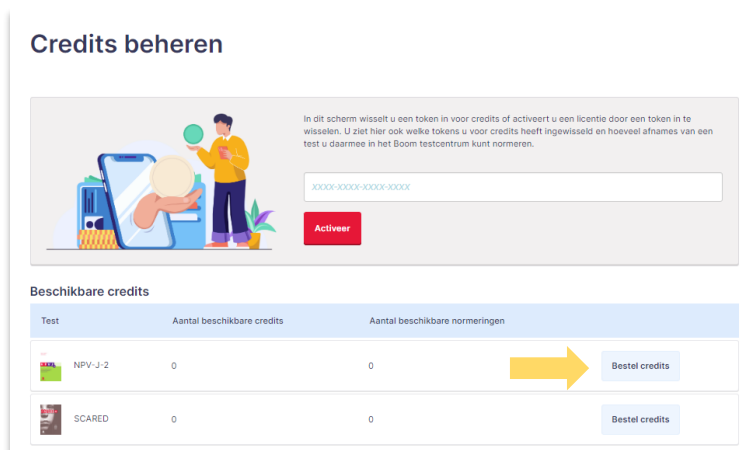 Credits beheren
In dit scherm wisselt u een token in voor credits of activeert u een licentie door een token in te
wisselen. U ziet hier ook welke tokens u voor credits heeft ingewisseld en hoeveel afnames van een
test u daarmee in het Boom testcentrum kunt normeren.
XXXX-XXXX-XXXX-XXXX
Activeer
Beschikbare credits
Test Aantal beschikbare credits Aantal beschikbare normeringen
NPV-J-2 0 0 Bestel credits
SCARED 0 0 Bestel credits